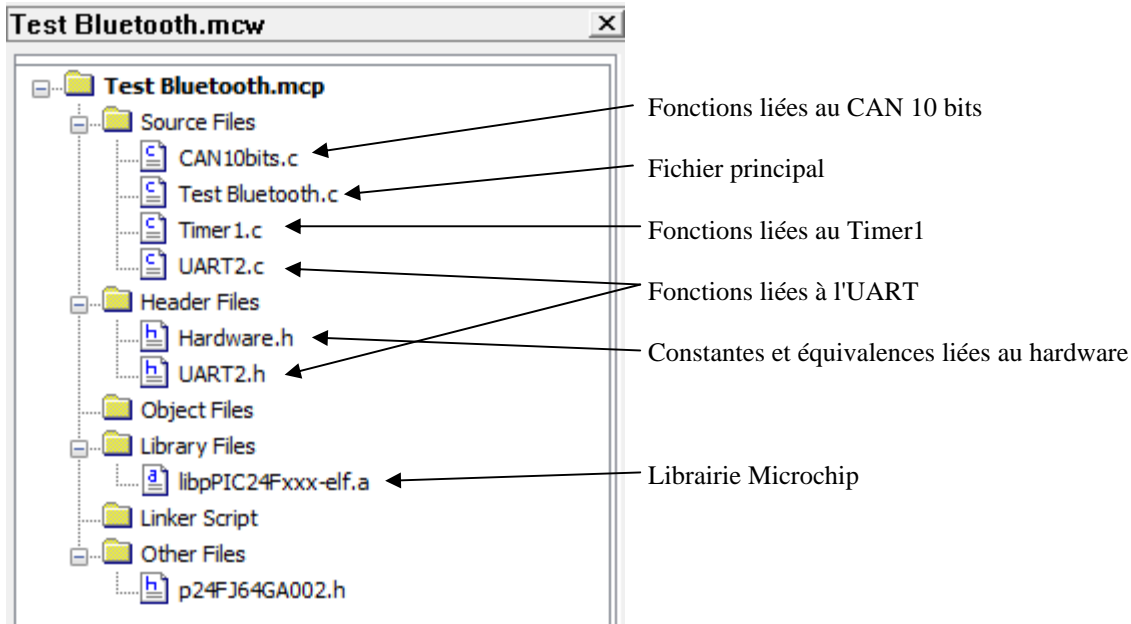 Test Bluetooth.mcw
Test Bluetooth.mcp
Source Files
CAN10bits.c
Test Bluetooth.c
Timer1.c
UART2.c
Header Files
Hardware.h
UART2.h
Object Files
Library Files
libpPIC24Fxxx-elf.a
Linker Script
Other Files
p24FJ64GA002.h
Fonctions liées au CAN 10 bits
Fichier principal
Fonctions liées au Timer1
Fonctions liées à l'UART
Constantes et équivalences liées au hardware
Librairie Microchip